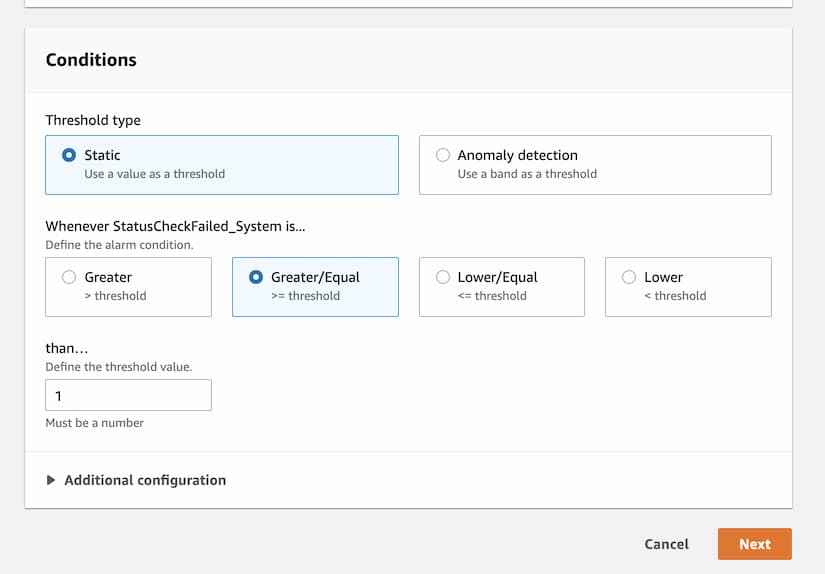 Conditions
Threshold type
Static
Use a value as a threshold
Anomaly detection
Use a band as a threshold
Whenever StatusCheckFailed_System is...
Define the alarm condition.
Greater
> threshold
Greater/Equal
>= threshold
Lower/Equal
<= threshold
Lower
< threshold
than...
Define the threshold value.
1
Must be a number
Additional configuration
Cancel
Next